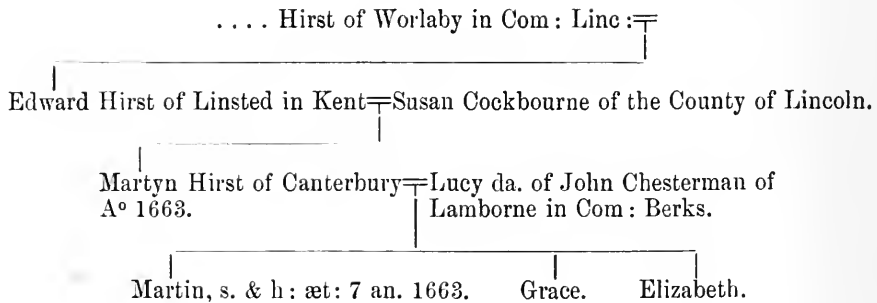 .... Hirst of Worlaby in Com: Linc:
Edward Hirst of Linsted in Kent=Susan Cockbourne of the County of Lincoln.
Martyn Hirst of Canterbury=Lucy da. of John Chesterman of
Aº 1663. Lamborne in Com: Berks.
Martin, s. & h: æt: 7 an. 1663. Grace. Elizabeth.